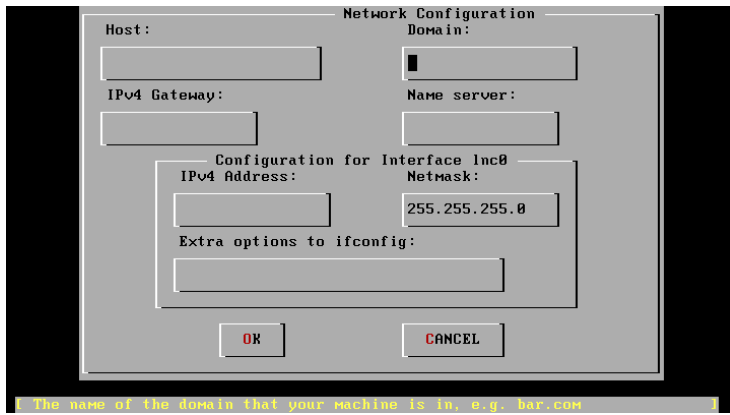 Network Configuration
Host: Domain:
IPv4 Gateway: Name server:
Configuration for Interface lnc0
IPv4 Address: Netmask:
255.255.255.0
Extra options to ifconfig:
OK CANCEL
[ The name of the domain that your machine is in, e.g. bar.com ]